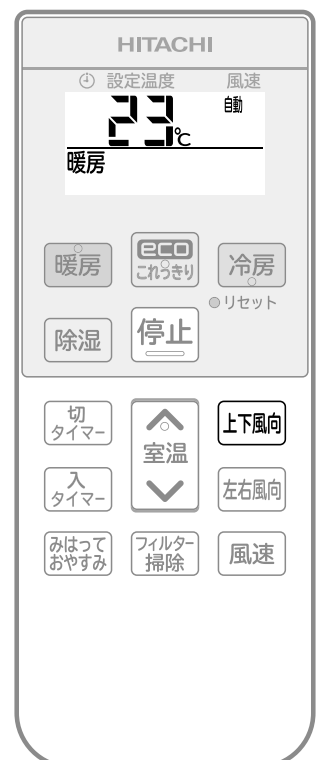 HITACHI
設定温度 風速
23℃ 自動
暖房
暖房
eco
これっきり
冷房
リセット
除湿
停止
切
タイマー
室温
上下風向
入
タイマー
左右風向
みはって
おやすみ
フィルター
掃除
風速